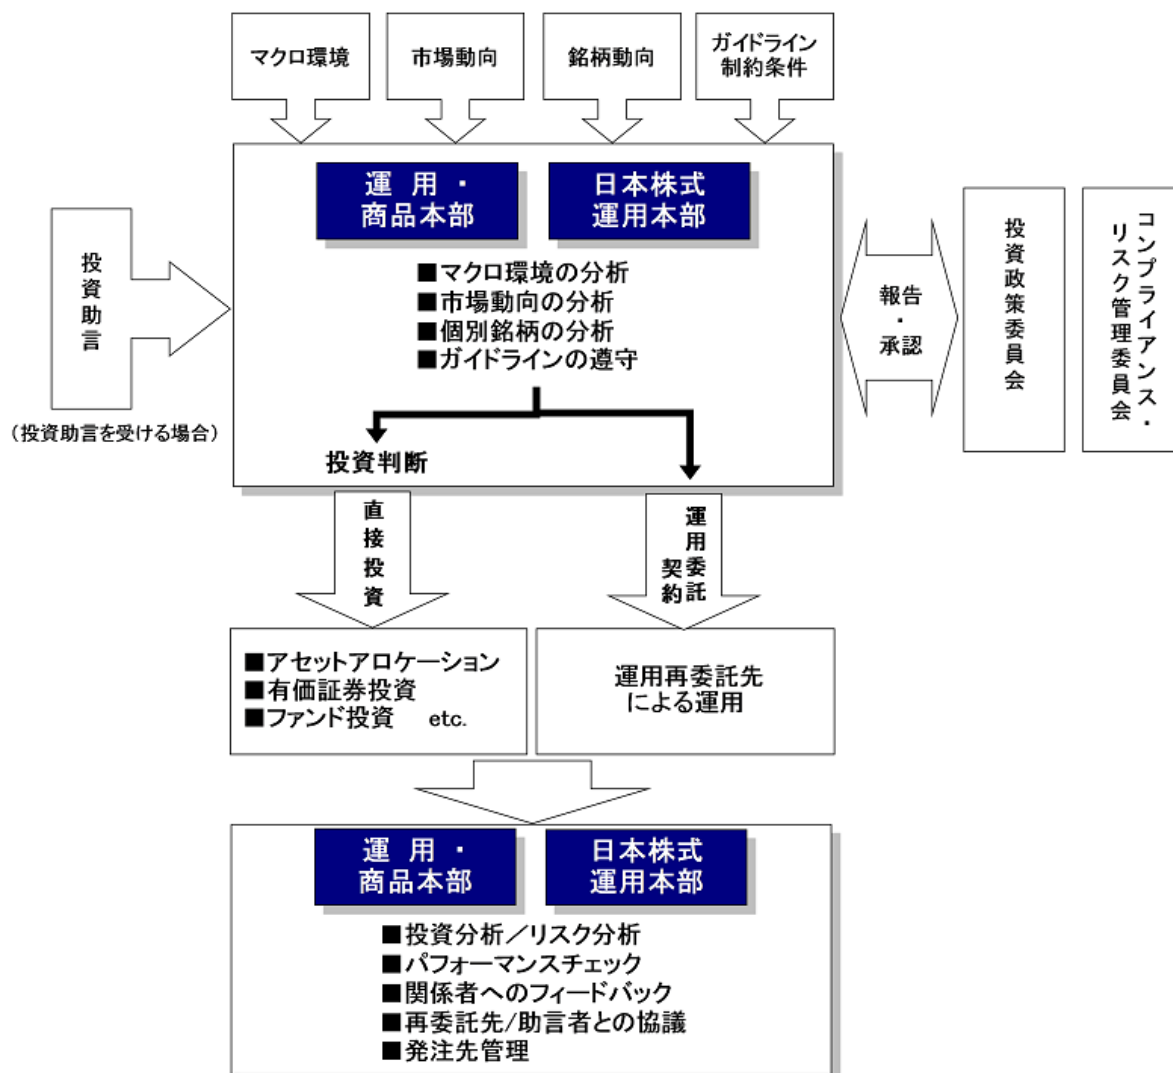 マクロ環境
市場動向
銘柄動向
ガイドライン
制約条件
運 用 ・
商品本部
日本株式
運用本部
■マクロ環境の分析
■市場動向の分析
■個別銘柄の分析
■ガイドラインの遵守
投資助言
（投資助言を受ける場合）
報告
・
承認
投資政策委員会
コンプライアンス・
リスク管理委員会
投資判断
直接投資
運用委託
契約
■アセットアロケーション
■有価証券投資
■ファンド投資 etc.
運用再委託先
による運用
運 用 ・
商品本部
日本株式
運用本部
■投資分析／リスク分析
■パフォーマンスチェック
■関係者へのフィードバック
■再委託先/助言者との協議
■発注先管理